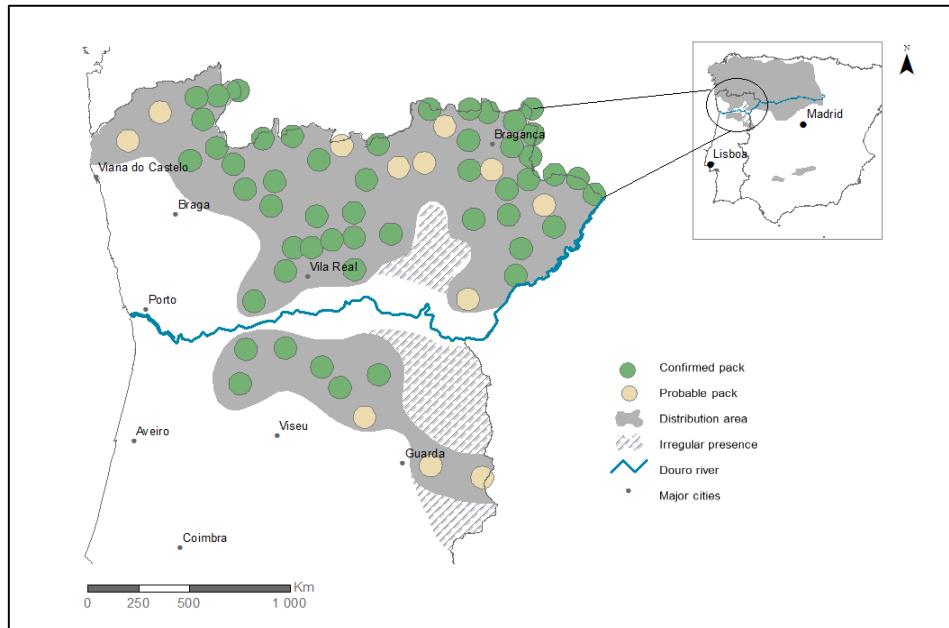 N
Madrid
Lisboa
Bragança
Viana do Castelo
Braga
Vila Real
Porto
Confirmed pack
Probable pack
Distribution area
Irregular presence
Douro river
Major cities
Aveiro
Viseu
Guarda
Coimbra
Km
0 250 500 1 000